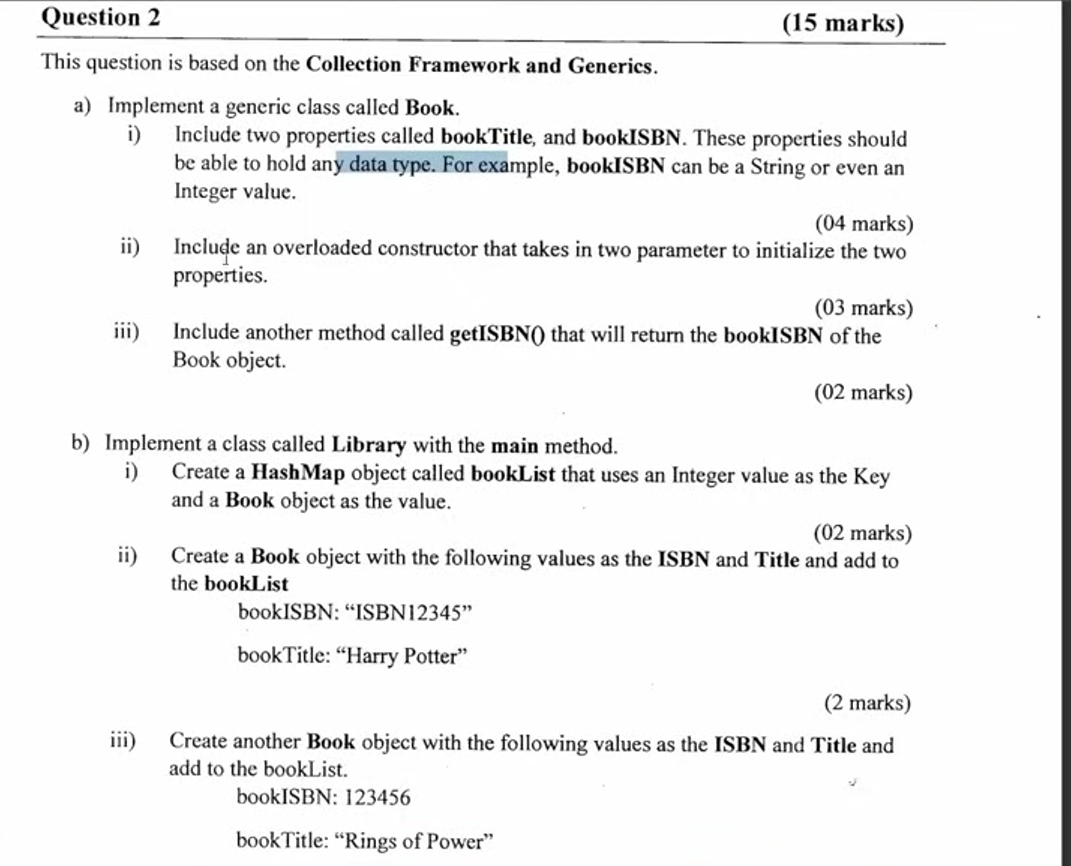 Question 2 (15 marks)
This question is based on the Collection Framework and Generics.
a) Implement a generic class called Book.
i) Include two properties called bookTitle, and bookISBN. These properties should
be able to hold any data type. For example, bookISBN can be a String or even an
Integer value.
(04 marks)
ii) Include an overloaded constructor that takes in two parameter to initialize the two
properties.
(03 marks)
iii) Include another method called getISBN() that will return the bookISBN of the
Book object.
(02 marks)
b) Implement a class called Library with the main method.
i) Create a HashMap object called bookList that uses an Integer value as the Key
and a Book object as the value.
(02 marks)
ii) Create a Book object with the following values as the ISBN and Title and add to
the bookList
bookISBN: “ISBN12345”
bookTitle: “Harry Potter”
(2 marks)
iii) Create another Book object with the following values as the ISBN and Title and
add to the bookList.
bookISBN: 123456
bookTitle: “Rings of Power”